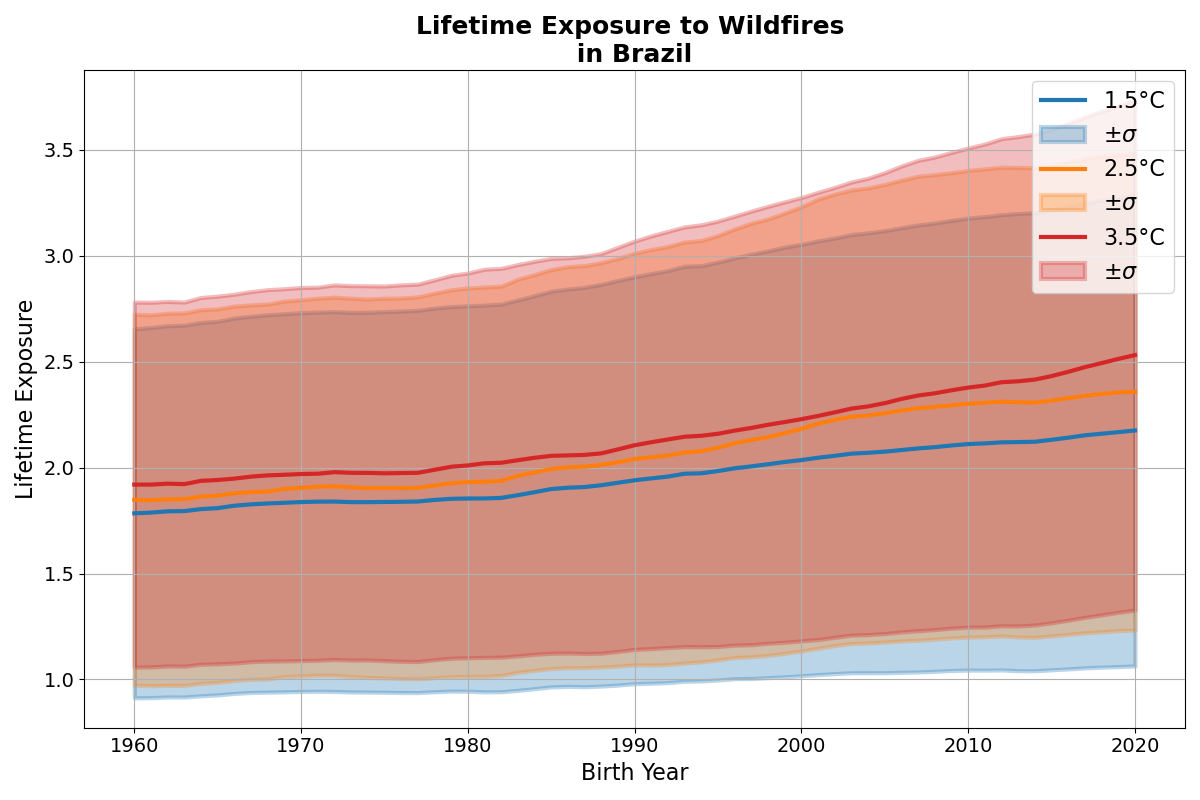 Lifetime Exposure to Wildfires
in Brazil
1.5°C
±σ
2.5°C
±σ
3.5°C
±σ
Lifetime Exposure
3.5
3.0
2.5
2.0
1.5
1.0
1960 1970 1980 1990 2000 2010 2020
Birth Year